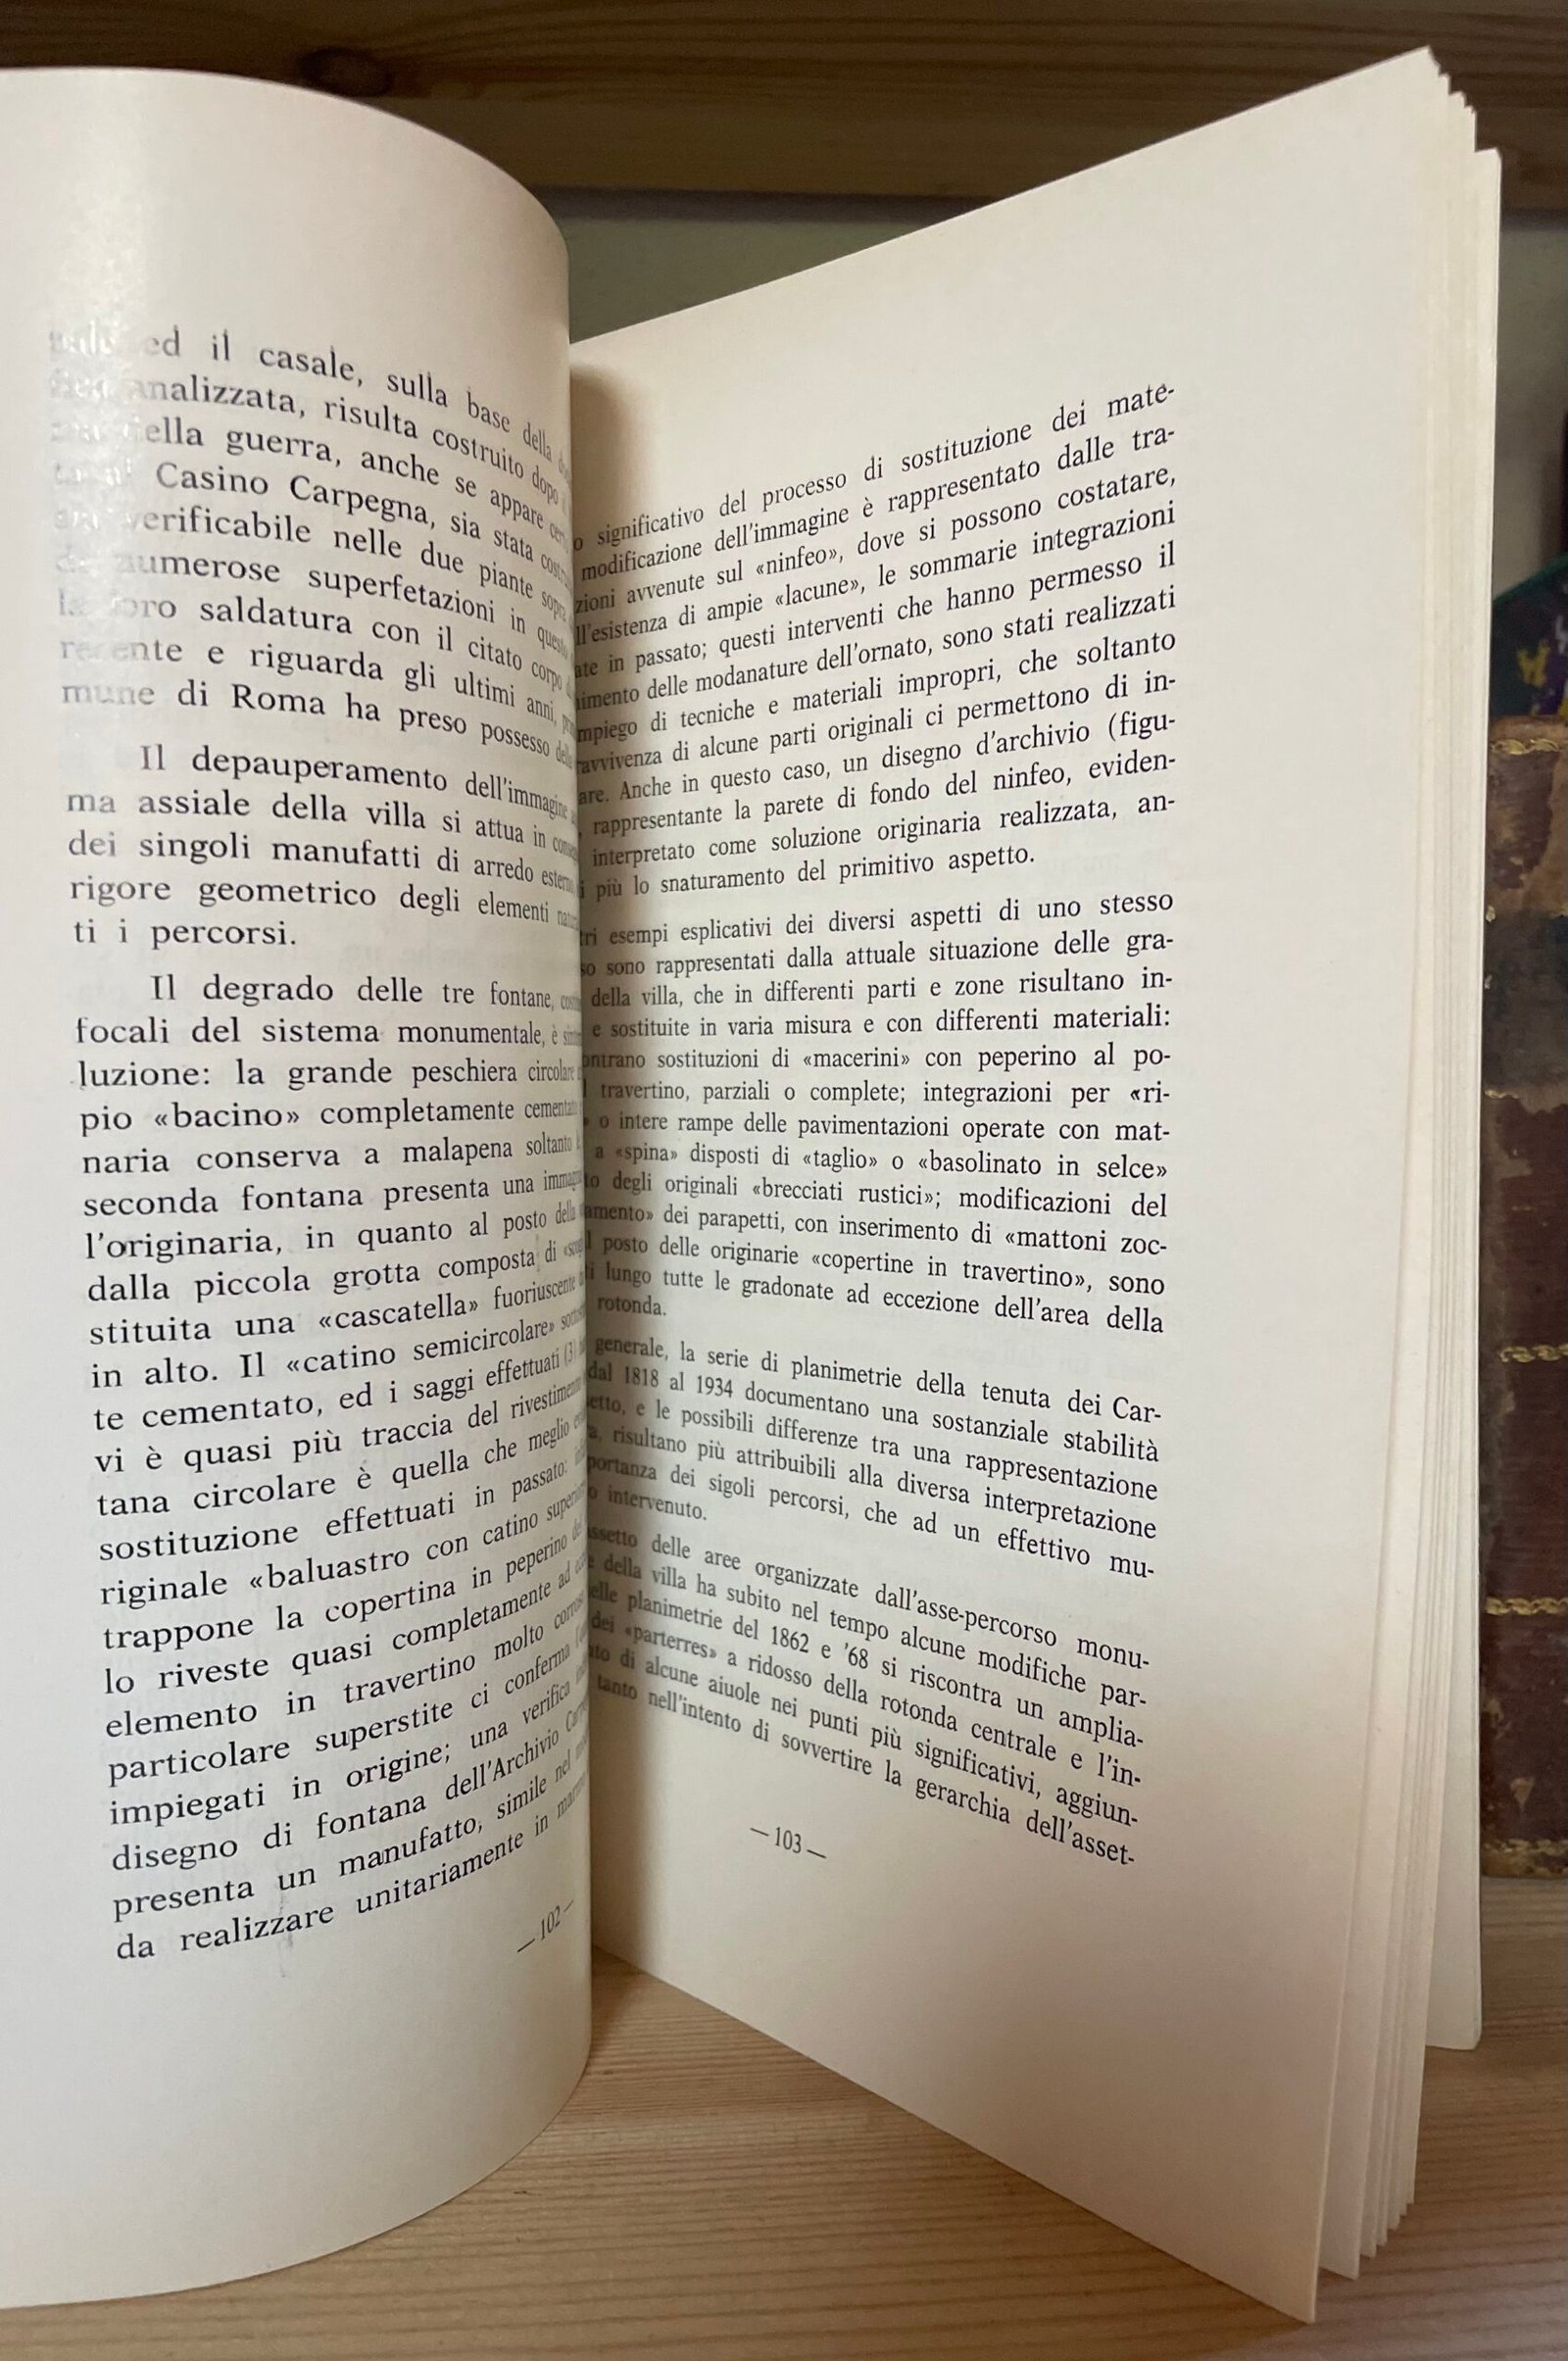 ed il casale, sulla base della
analizzata, risulta costruito dopo
della guerra, anche se appare
Casino Carpegna, sia stata
verificabile nelle due piante sopra
numerose superfetazioni in
loro saldatura con il citato corpo
recente e riguarda gli ultimi anni,
mune di Roma ha preso possesso
Il depauperamento dell'immagine
ma assiale della villa si attua in
dei singoli manufatti di arredo
rigore geometrico degli elementi
ti i percorsi.
Il degrado delle tre fontane,
focali del sistema monumentale, è
luzione: la grande peschiera circolare
pio «bacino» completamente
naria conserva a malapena soltanto
seconda fontana presenta una
l'originaria, in quanto al posto della
dalla piccola grotta composta di
stituita una «cascatella» fuoriuscente
in alto. Il «catino semicircolare»
te cementato, ed i saggi effettuati (3)
vi è quasi più traccia del
tana circolare è quella che meglio
sostituzione effettuati in passato:
riginale «baluastro con catino
trappone la copertina in peperino
lo riveste quasi completamente ad
elemento in travertino molto
particolare superstite ci conferma
impiegati in origine; una verifica
disegno di fontana dell'Archivio
presenta un manufatto, simile nel
da realizzare unitariamente in
— 102 —
significativo del processo di sostituzione dei mate-
modificazione dell'immagine è rappresentato dalle tra-
zioni avvenute sul «ninfeo», dove si possono costatare,
ll'esistenza di ampie «lacune», le sommarie integrazioni
ate in passato; questi interventi che hanno permesso il
imento delle modanature dell'ornato, sono stati realizzati
mpiego di tecniche e materiali impropri, che soltanto
ravvivenza di alcune parti originali ci permettono di in-
are. Anche in questo caso, un disegno d'archivio (figu-
rappresentante la parete di fondo del ninfeo, eviden-
interpretato come soluzione originaria realizzata, an-
i più lo snaturamento del primitivo aspetto.
tri esempi esplicativi dei diversi aspetti di uno stesso
so sono rappresentati dalla attuale situazione delle gra-
della villa, che in differenti parti e zone risultano in-
e sostituite in varia misura e con differenti materiali:
ontrano sostituzioni di «macerini» con peperino al po-
travertino, parziali o complete; integrazioni per «ri-
o intere rampe delle pavimentazioni operate con mat-
a «spina» disposti di «taglio» o «basolinato in selce»
to degli originali «brecciati rustici»; modificazioni del
amento» dei parapetti, con inserimento di «mattoni zoc-
l posto delle originarie «copertine in travertino», sono
i lungo tutte le gradonate ad eccezione dell'area della
rotonda.
generale, la serie di planimetrie della tenuta dei Car-
dal 1818 al 1934 documentano una sostanziale stabilità
etto, e le possibili differenze tra una rappresentazione
a, risultano più attribuibili alla diversa interpretazione
portanza dei sigoli percorsi, che ad un effettivo mu-
o intervenuto.
ssetto delle aree organizzate dall'asse-percorso monu-
e della villa ha subito nel tempo alcune modifiche par-
elle planimetrie del 1862 e '68 si riscontra un amplia-
dei «parterres» a ridosso della rotonda centrale e l'in-
to di alcune aiuole nei punti più significativi, aggiun-
tanto nell'intento di sovvertire la gerarchia dell'asset-
— 103 —